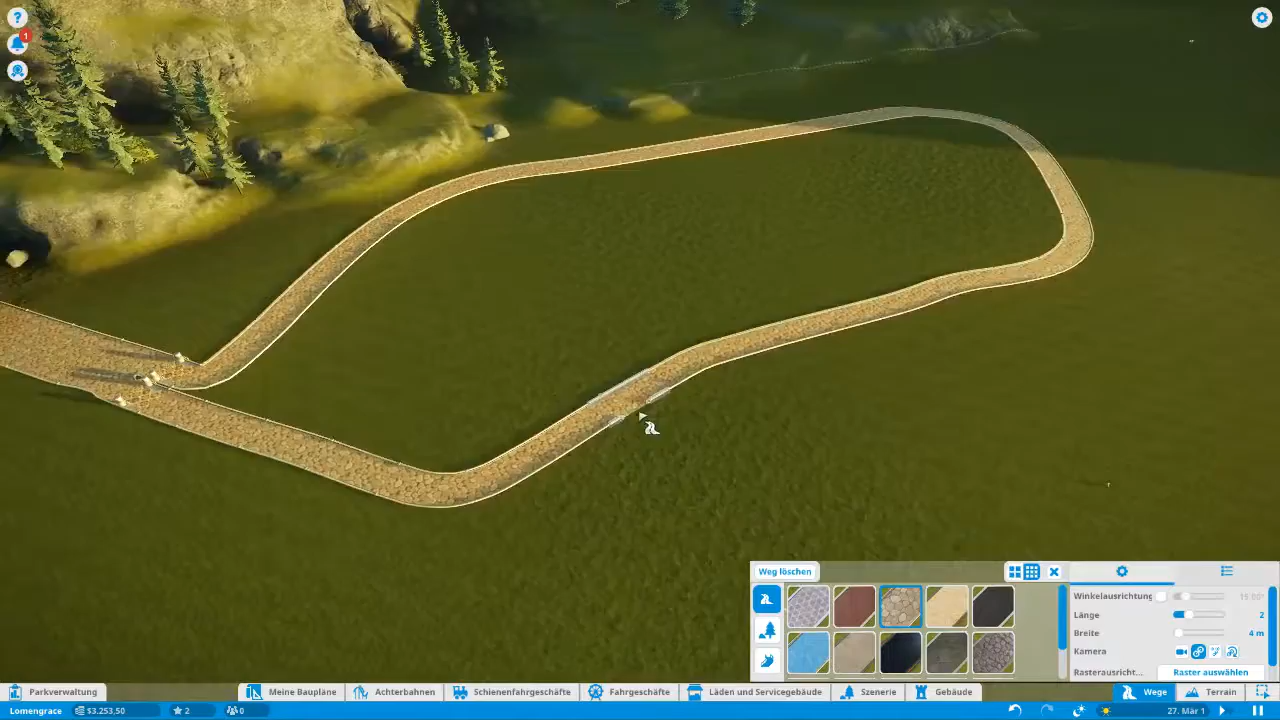 ?
1
Weg löschen
Winkelausrichtung 15.00°
Länge 2
Breite 4 m
Kamera
Rasterausricht... Raster auswählen
Parkverwaltung Meine Baupläne Achterbahnen Schienenfahrgeschäfte Fahrgeschäfte Läden und Servicegebäude Szenerie Gebäude Wege Terrain
Lomengrace $3.253,50 2 0 27. Mär 1